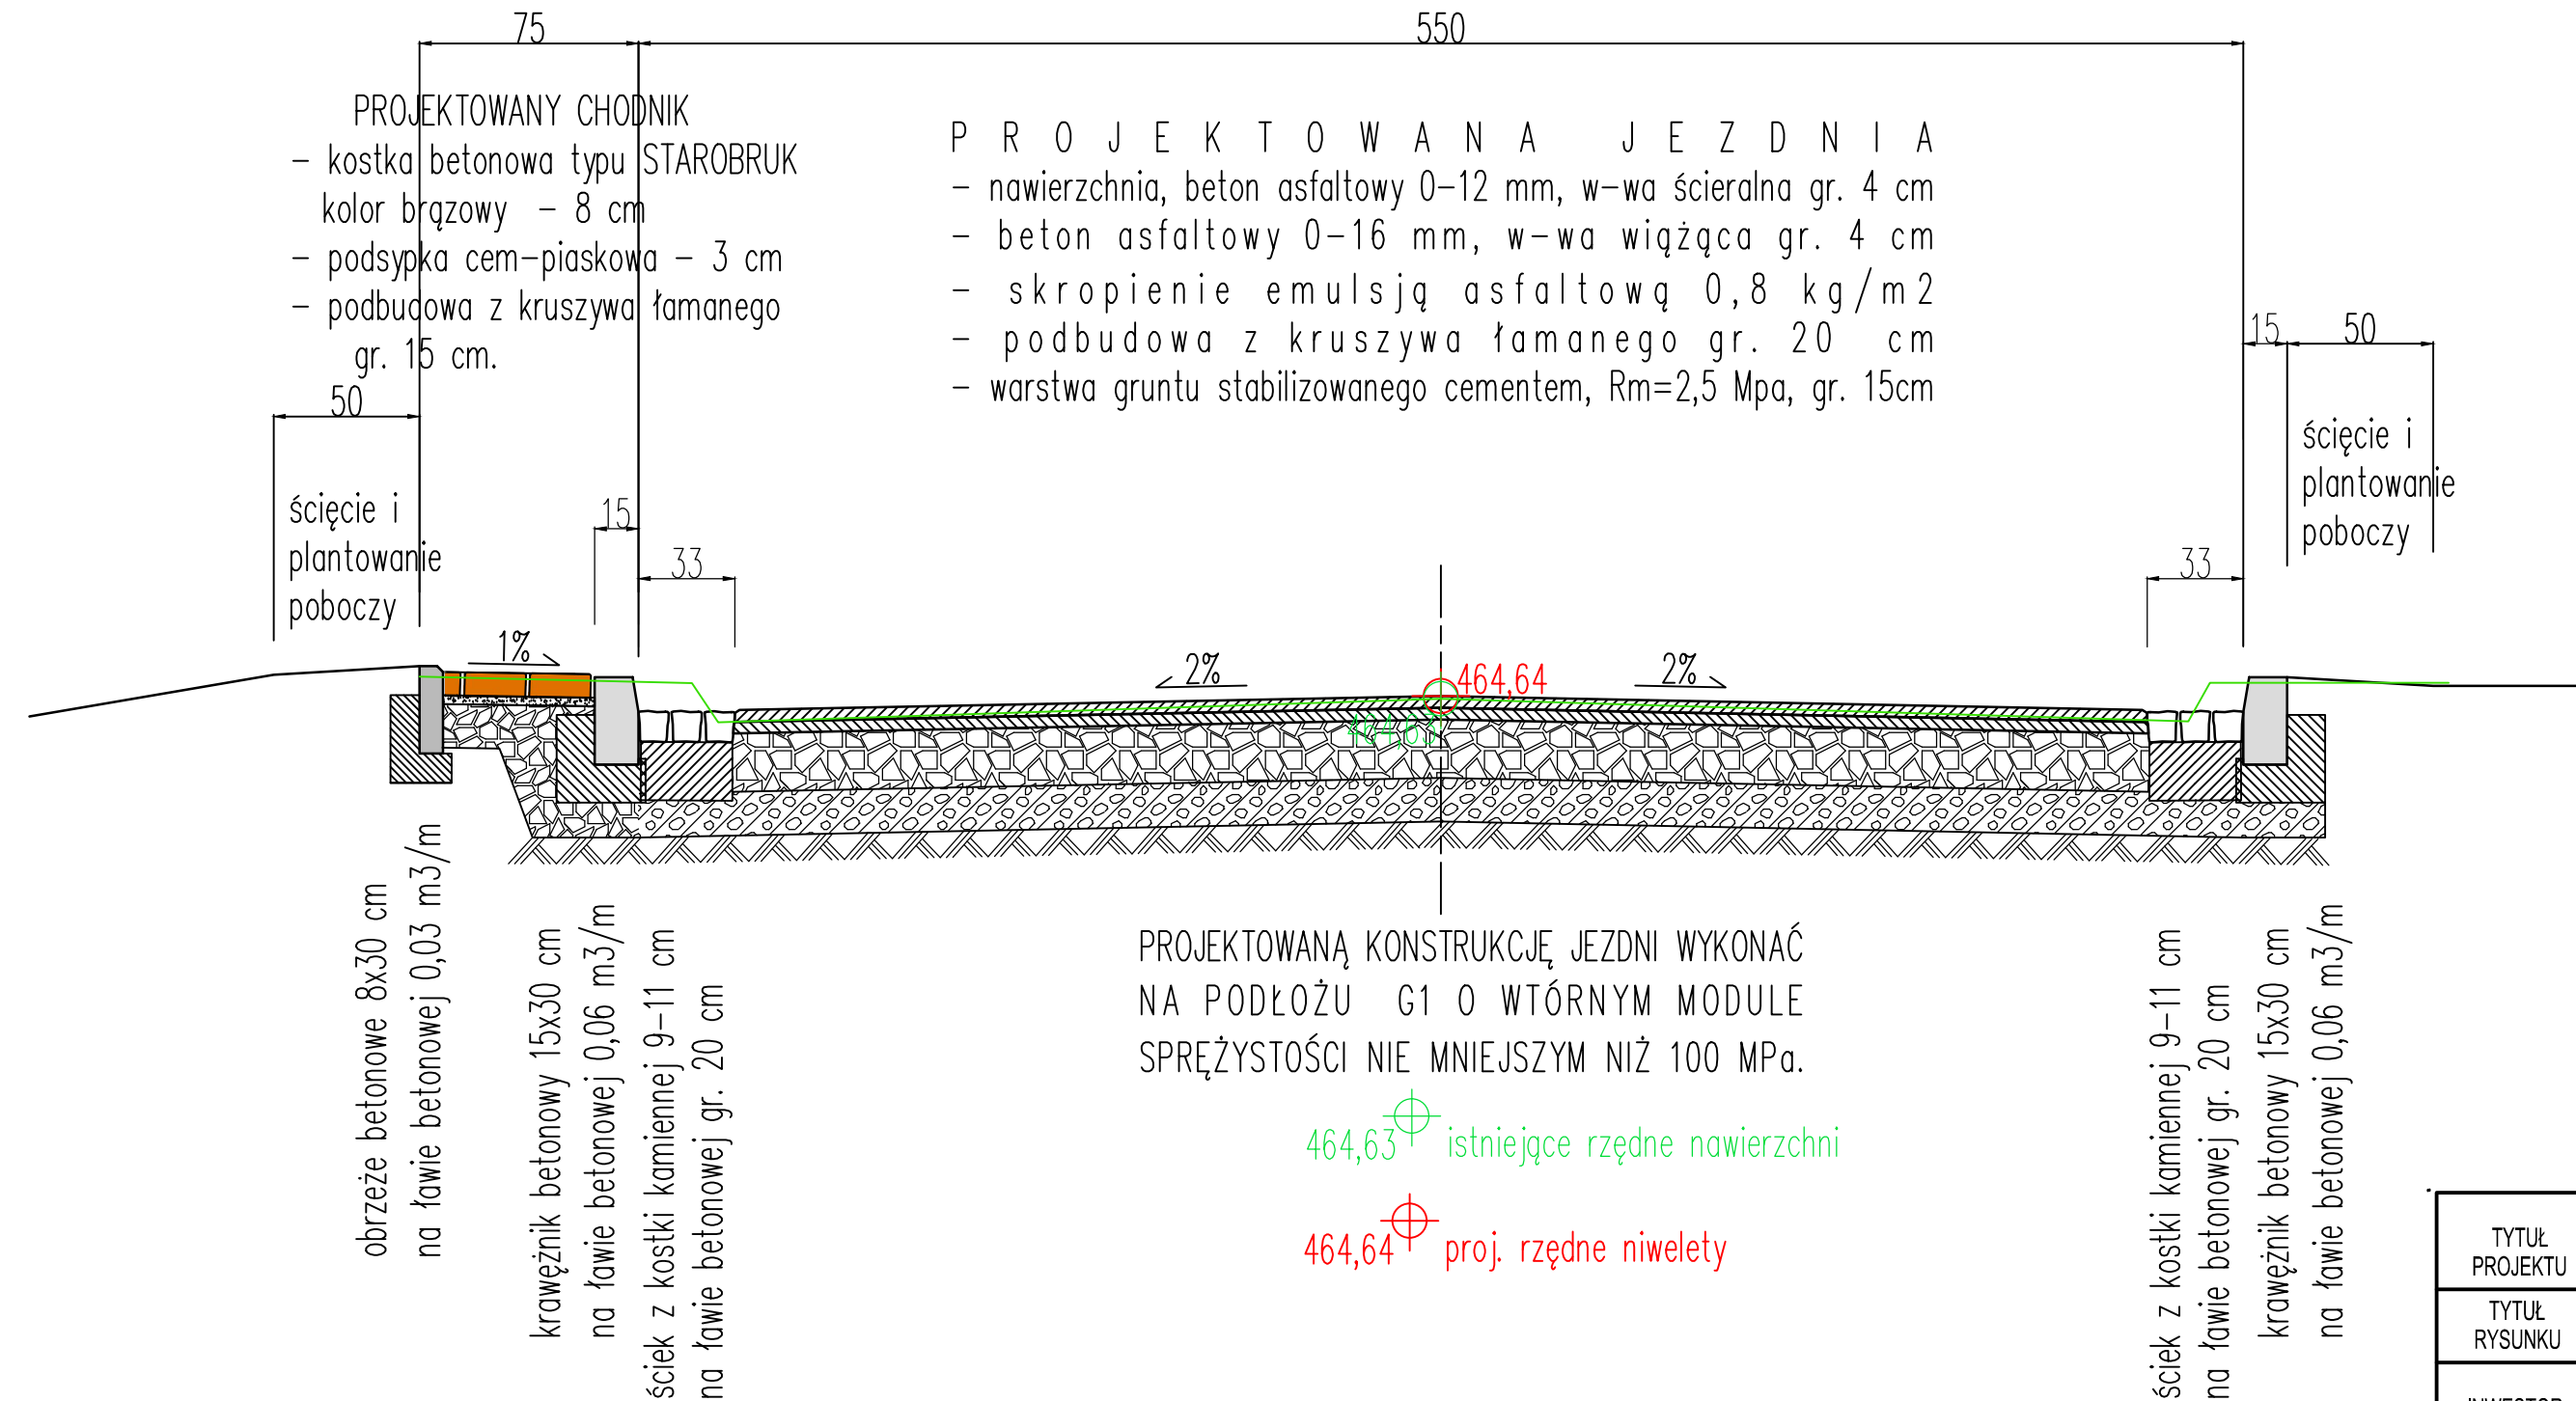 75
550
PROJEKTOWANY CHODNIK
- kostka betonowa typu STAROBRUK
kolor brązowy - 8 cm
- podsypka cem-piaskowa - 3 cm
- podbudowa z kruszywa łamanego
gr. 15 cm.
PROJEKTOWANA JEZDNIA
- nawierzchnia, beton asfaltowy 0-12 mm, w-wa ścieralna gr. 4 cm
- beton asfaltowy 0-16 mm, w-wa wiążąca gr. 4 cm
- skropienie emulsją asfaltową 0,8 kg/m2
- podbudowa z kruszywa łamanego gr. 20 cm
- warstwa gruntu stabilizowanego cementem, Rm=2,5 Mpa, gr. 15cm
15
50
50
ścięcie i
plantowanie
poboczy
ścięcie i
plantowanie
poboczy
15
33
33
1%
2%
464,64
2%
464,63
obrzeże betonowe 8x30 cm
na ławie betonowej 0,03 m3/m
krawężnik betonowy 15x30 cm
na ławie betonowej 0,06 m3/m
ściek z kostki kamiennej 9-11 cm
na ławie betonowej gr. 20 cm
PROJEKTOWANĄ KONSTRUKCJĘ JEZDNI WYKONAĆ
NA PODŁOŻU G1 O WTÓRNYM MODULE
SPRĘŻYSTOŚCI NIE MNIEJSZYM NIŻ 100 MPa.
464,63 istniejące rzędne nawierzchni
464,64 proj. rzędne niwelety
ściek z kostki kamiennej 9-11 cm
na ławie betonowej gr. 20 cm
krawężnik betonowy 15x30 cm
na ławie betonowej 0,06 m3/m
TYTUŁ
PROJEKTU
TYTUŁ
RYSUNKU